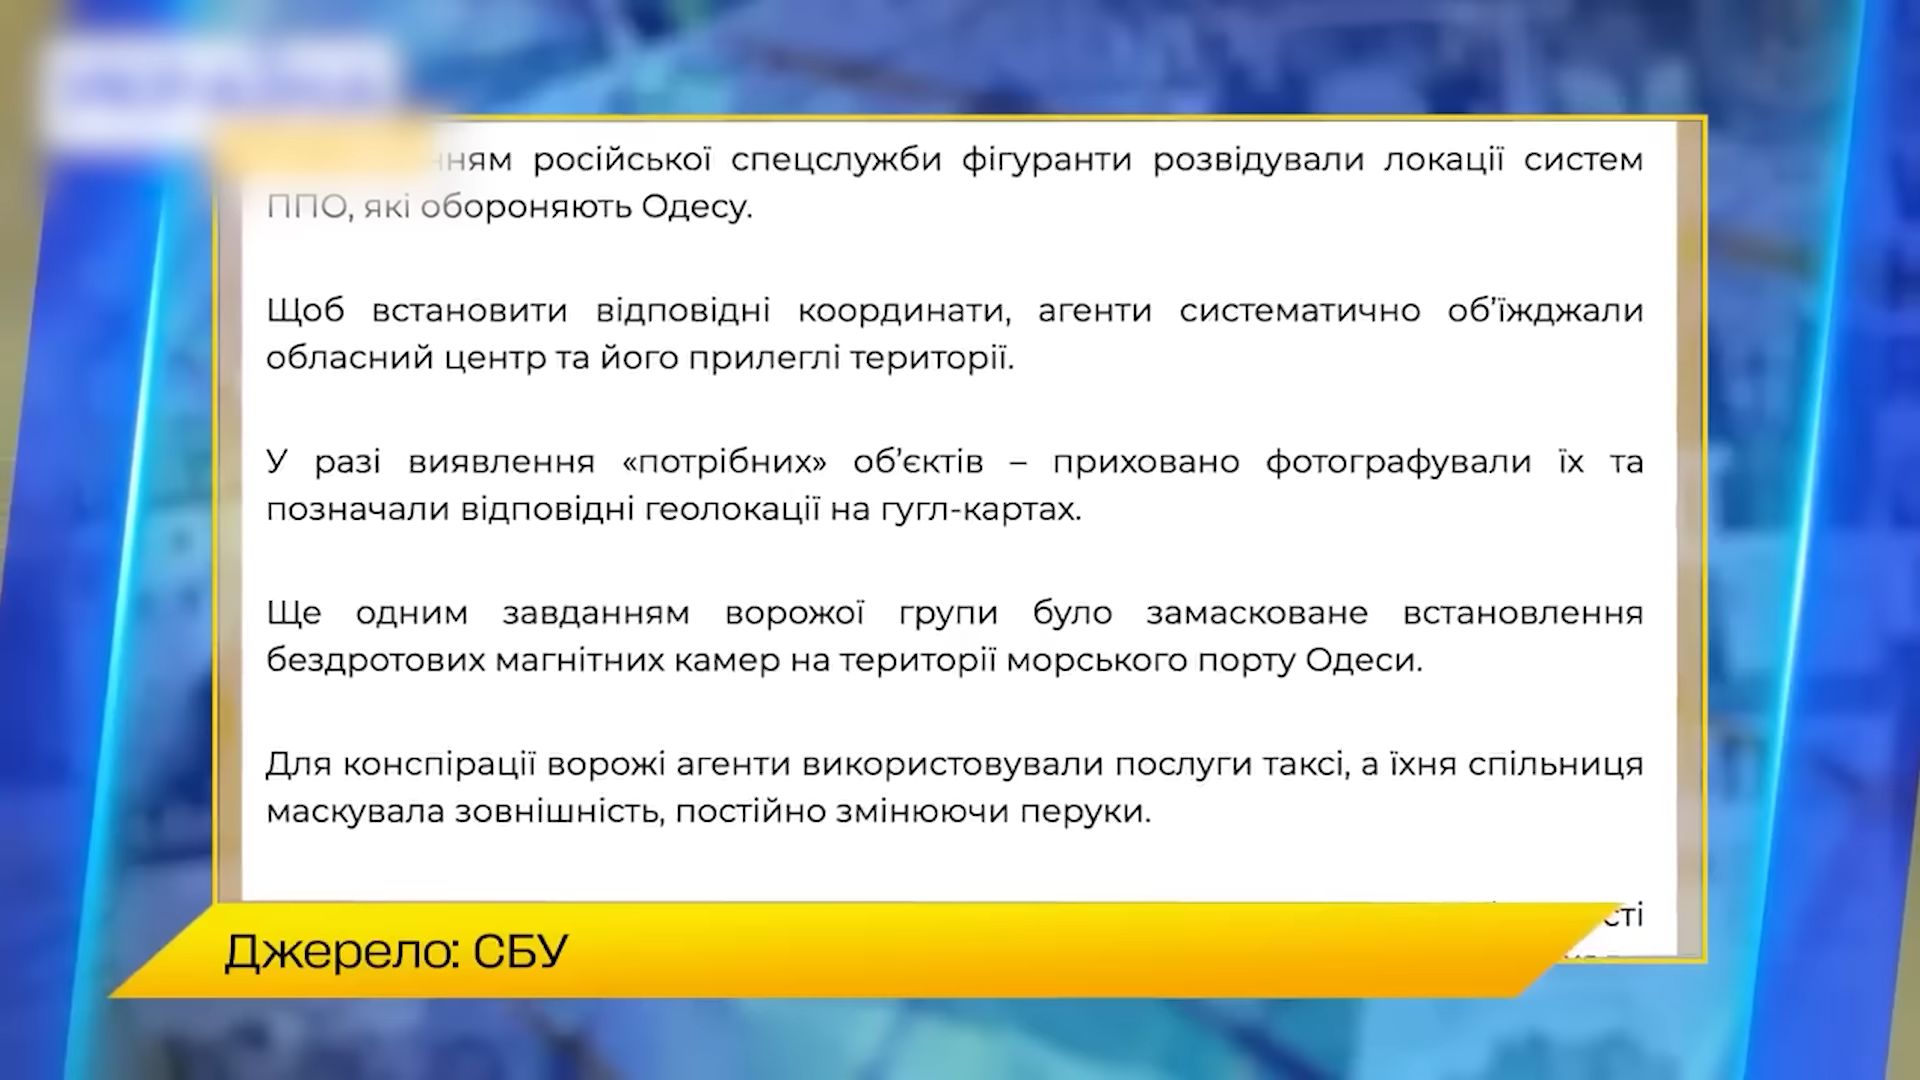 російської спецслужби фігуранти розвідували локації систем
ППО, які обороняють Одесу.
Щоб встановити відповідні координати, агенти систематично об’їжджали
обласний центр та його прилеглі території.
У разі виявлення «потрібних» об’єктів – приховано фотографували їх та
позначали відповідні геолокації на гугл-картах.
Ще одним завданням ворожої групи було замасковане встановлення
бездротових магнітних камер на території морського порту Одеси.
Для конспірації ворожі агенти використовували послуги таксі, а їхня спільниця
маскувала зовнішність, постійно змінюючи перуки.
Джерело: СБУ